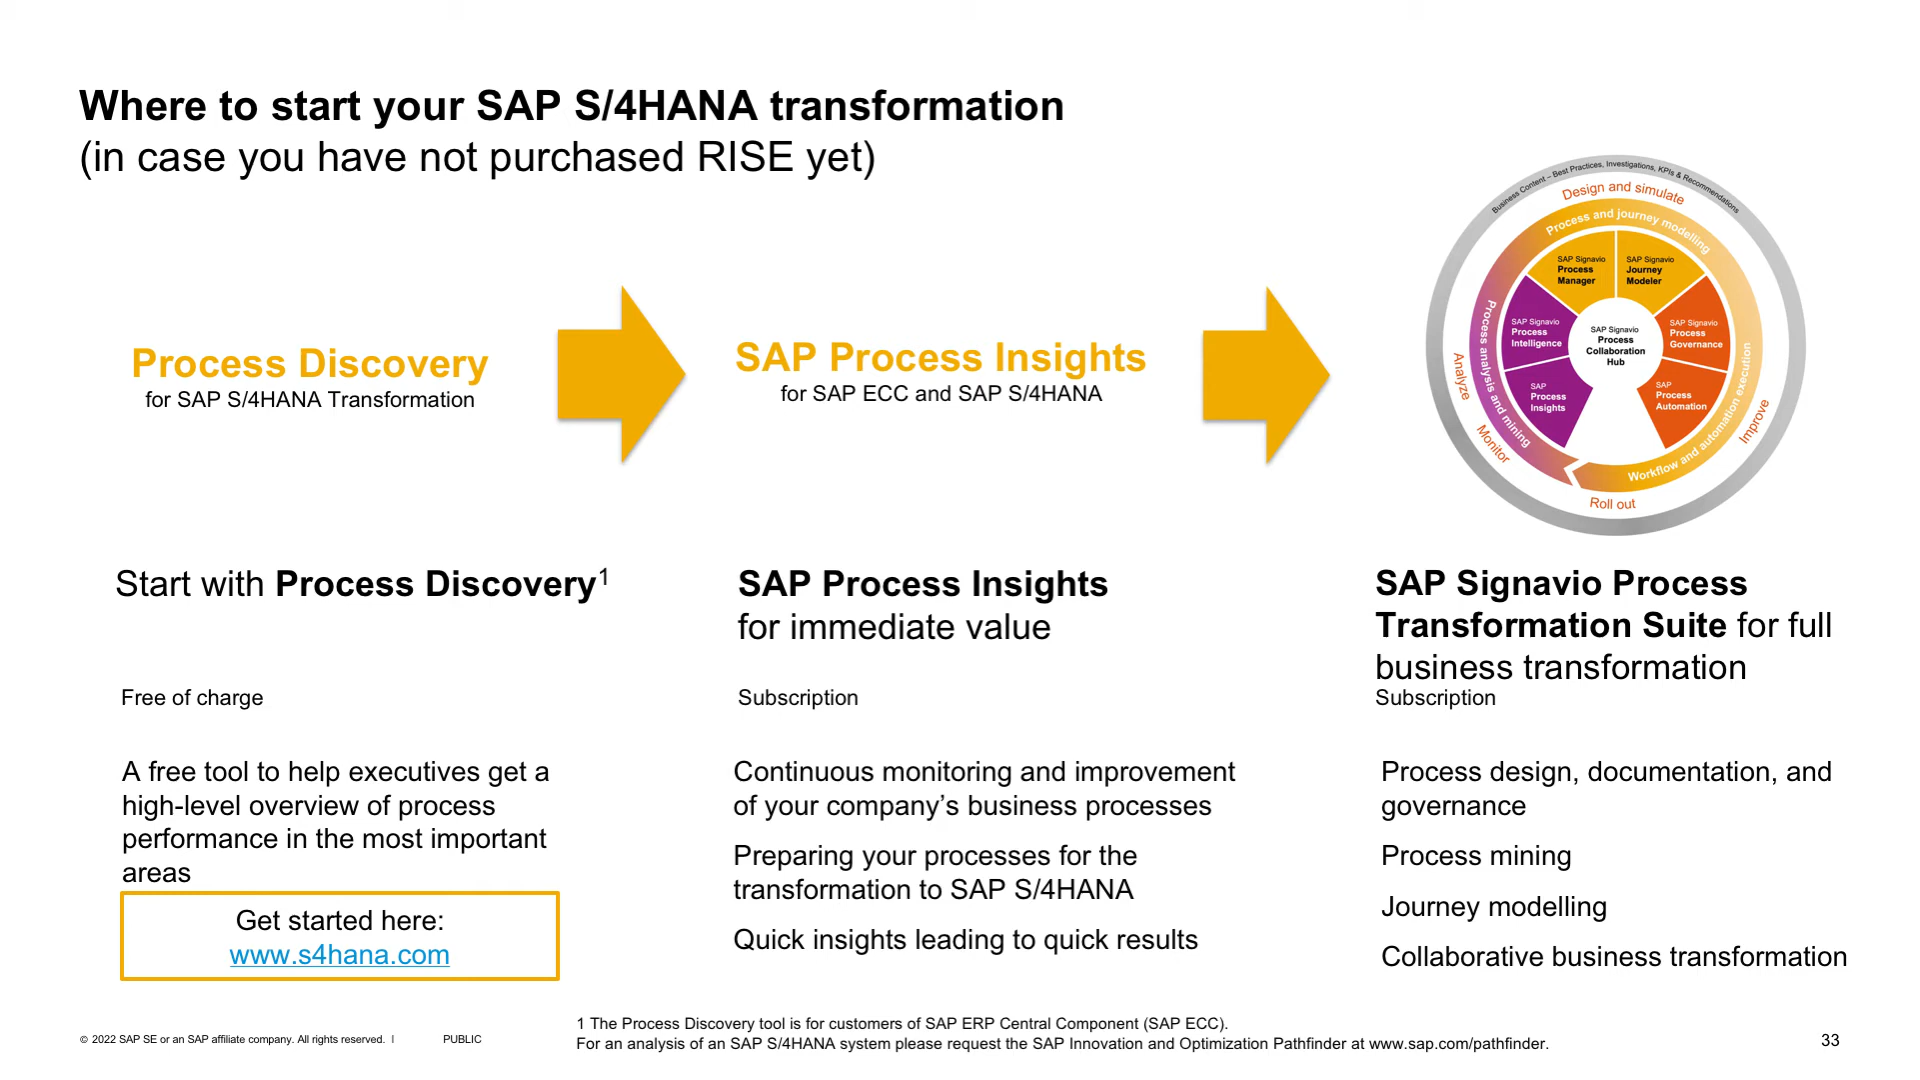 Where to start your SAP S/4HANA transformation
(in case you have not purchased RISE yet)
Process Discovery
for SAP S/4HANA Transformation
SAP Process Insights
for SAP ECC and SAP S/4HANA
Business Content – Best Practices, Investigations, KPIs & Recommendations
Design and simulate
Process and journey modelling
SAP Signavio
Process
Manager
SAP Signavio
Journey
Modeler
SAP Signavio
Process
Intelligence
SAP Signavio
Process
Collaboration
Hub
SAP Signavio
Process
Governance
SAP
Process
Insights
SAP
Process
Automation
Process analysis and mining
Workflow and automation execution
Analyze
Monitor
Improve
Roll out
Start with Process Discovery1
Free of charge
A free tool to help executives get a
high-level overview of process
performance in the most important
areas
Get started here:
www.s4hana.com
SAP Process Insights
for immediate value
Subscription
Continuous monitoring and improvement
of your company’s business processes
Preparing your processes for the
transformation to SAP S/4HANA
Quick insights leading to quick results
SAP Signavio Process
Transformation Suite for full
business transformation
Subscription
Process design, documentation, and
governance
Process mining
Journey modelling
Collaborative business transformation
© 2022 SAP SE or an SAP affiliate company. All rights reserved. I PUBLIC
1 The Process Discovery tool is for customers of SAP ERP Central Component (SAP ECC).
For an analysis of an SAP S/4HANA system please request the SAP Innovation and Optimization Pathfinder at www.sap.com/pathfinder.
33